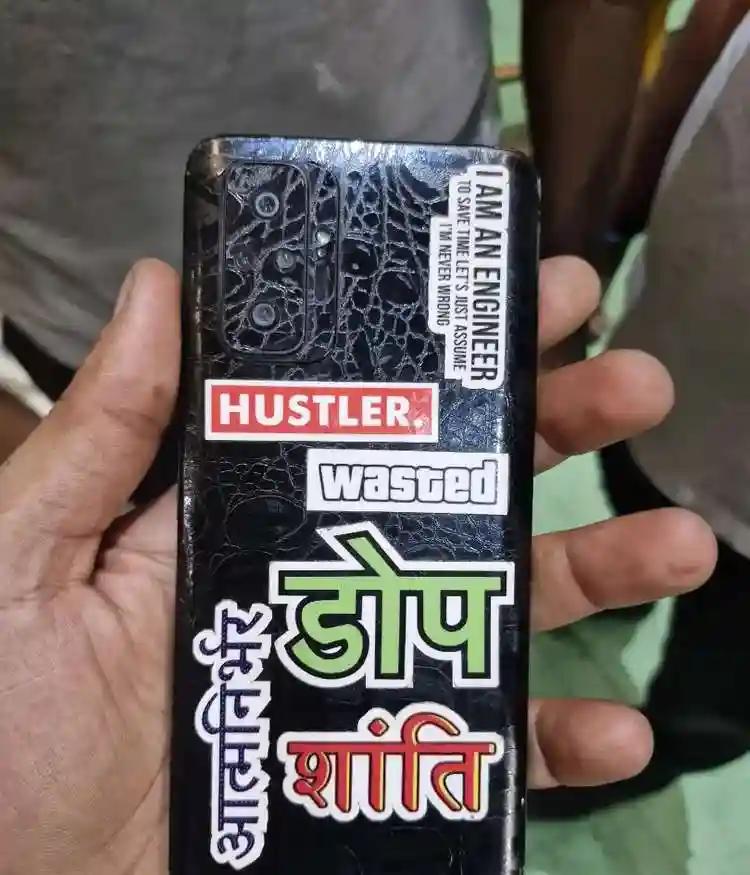 I AM AN ENGINEER
TO SAVE TIME LET'S JUST ASSUME
I'M NEVER WRONG
HUSTLER.
wasted
डोप
शांति
आत्मनिर्भर